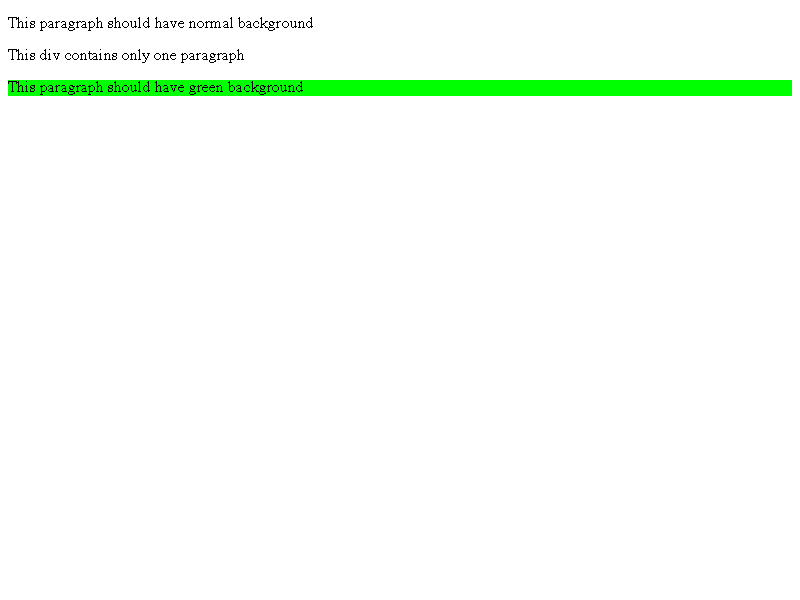 This paragraph should have normal background
This div contains only one paragraph
This paragraph should have green background